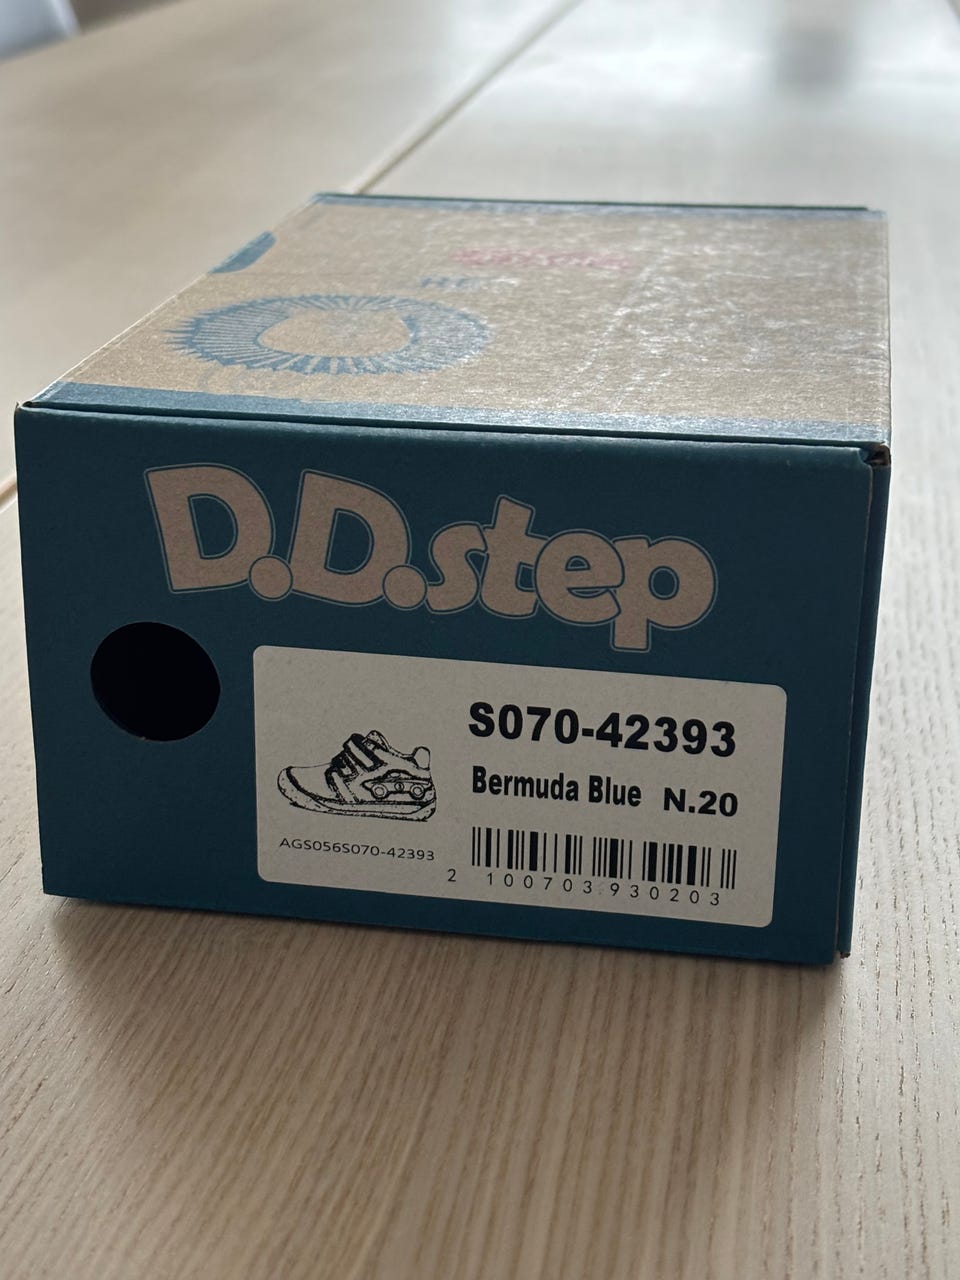 D.D.step
S070-42393
Bermuda Blue N.20
AGS056S070-42393
2 100703 930203